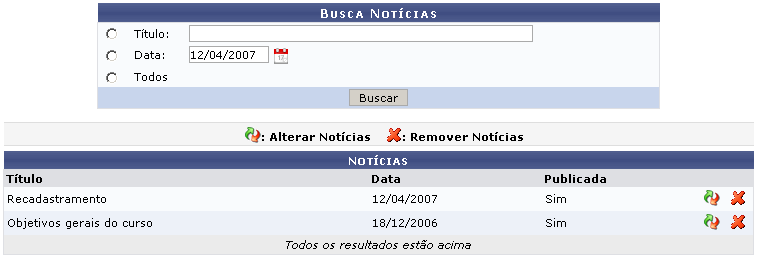 Busca Notícias
Título:
Data: 12/04/2007
Todos
Buscar
: Alterar Notícias : Remover Notícias
Notícias
Título Data Publicada
Recadastramento 12/04/2007 Sim
Objetivos gerais do curso 18/12/2006 Sim
Todos os resultados estão acima